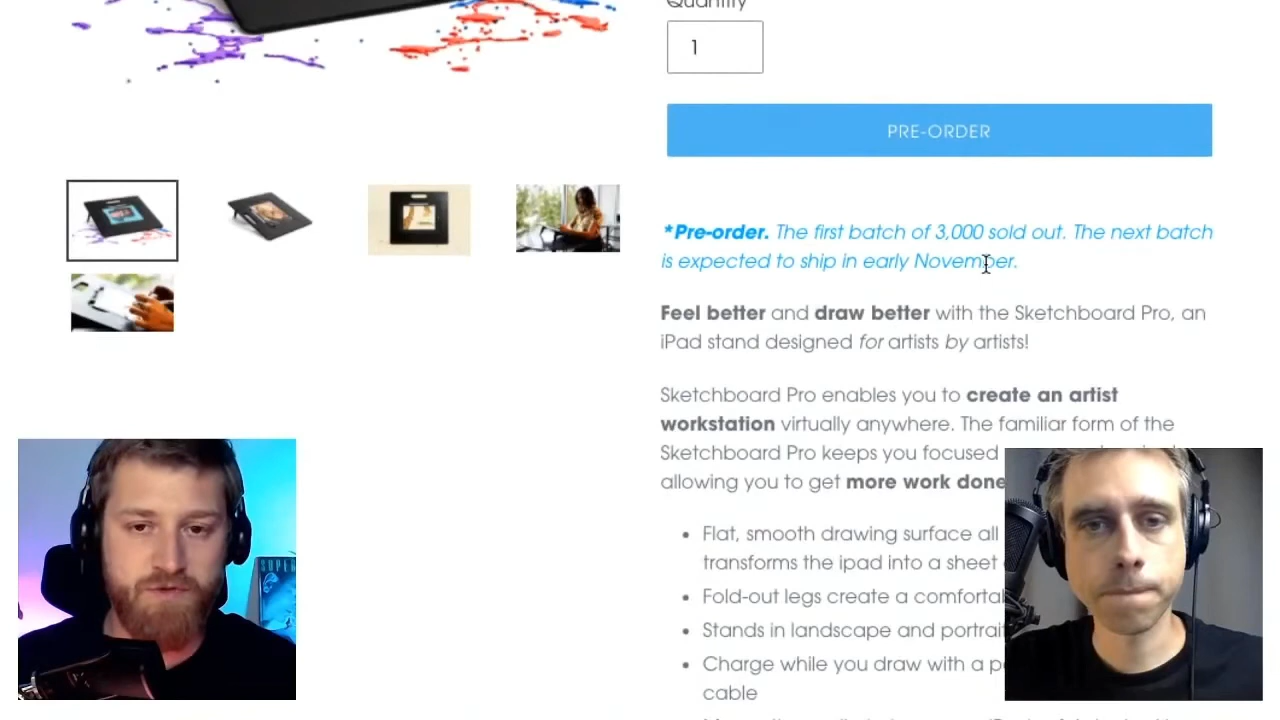 Quantity
1
PRE-ORDER
*Pre-order. The first batch of 3,000 sold out. The next batch
is expected to ship in early November.
Feel better and draw better with the Sketchboard Pro, an
iPad stand designed for artists by artists!
Sketchboard Pro enables you to create an artist
workstation virtually anywhere. The familiar form of the
Sketchboard Pro keeps you focused
allowing you to get more work done
Flat, smooth drawing surface all
transforms the ipad into a sheet
Fold-out legs create a comfortab
Stands in landscape and portrait
Charge while you draw with a p
cable
SUPE